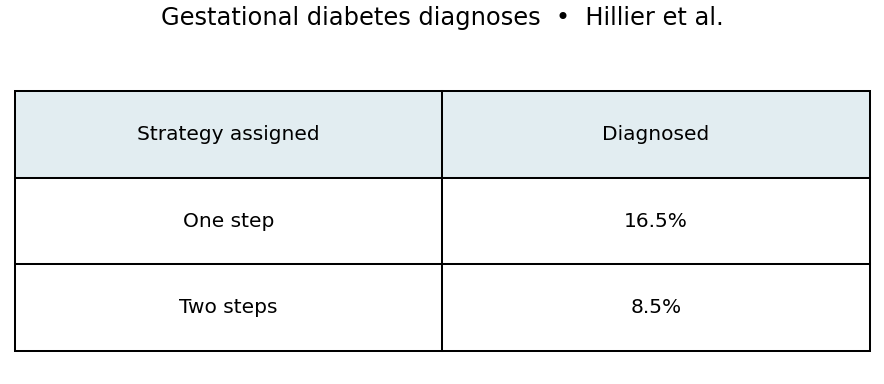 Gestational diabetes diagnoses • Hillier et al.
Strategy assigned Diagnosed
One step 16.5%
Two steps 8.5%